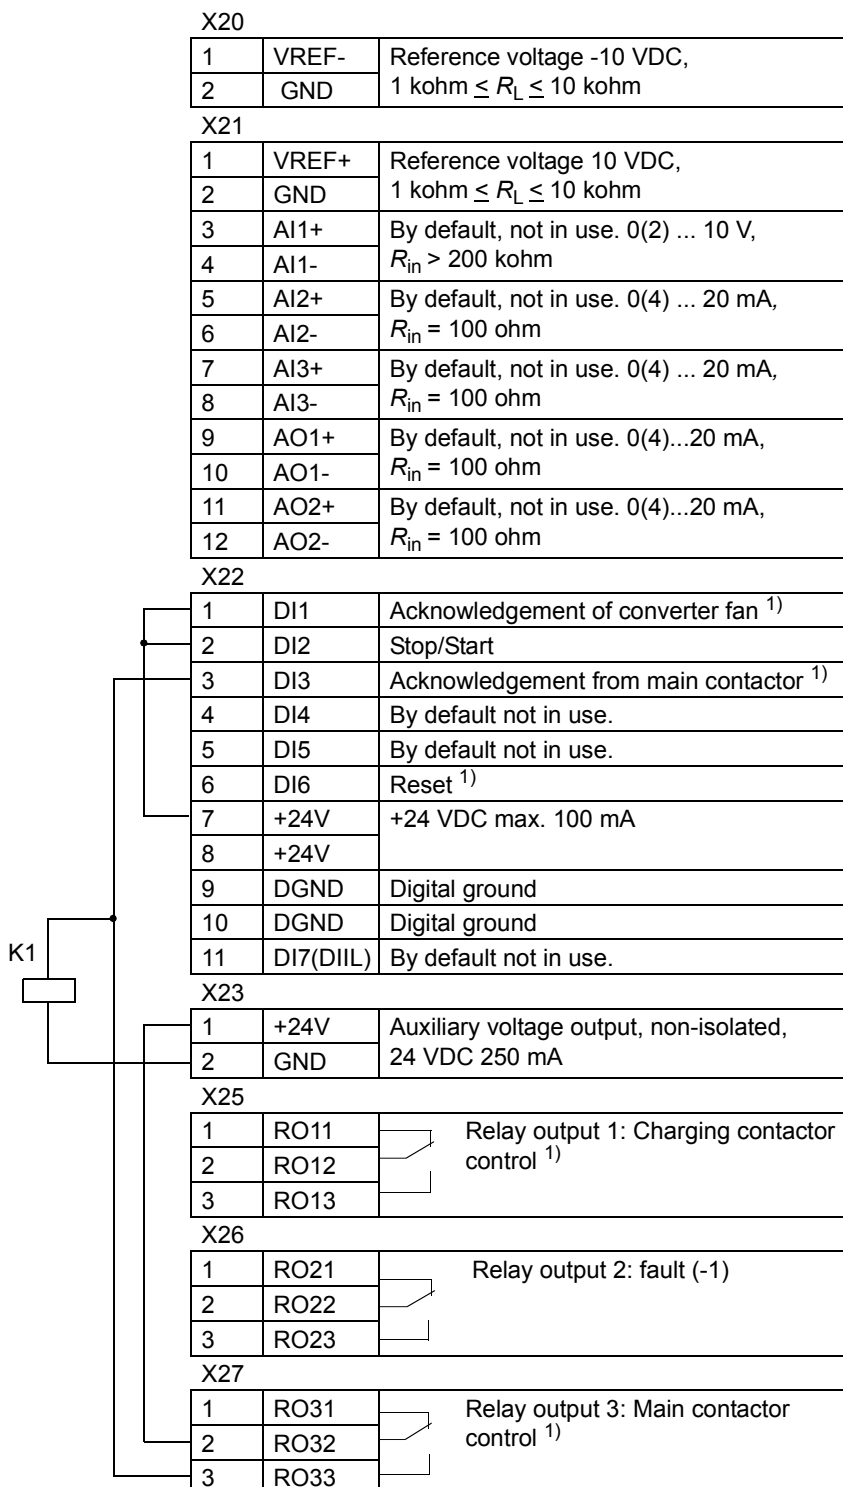 X20
1 VREF- Reference voltage -10 VDC,
2 GND 1 kohm ≤ RL ≤ 10 kohm
X21
1 VREF+ Reference voltage 10 VDC,
2 GND 1 kohm ≤ RL ≤ 10 kohm
3 AI1+ By default, not in use. 0(2) ... 10 V,
4 AI1- Rin > 200 kohm
5 AI2+ By default, not in use. 0(4) ... 20 mA,
6 AI2- Rin = 100 ohm
7 AI3+ By default, not in use. 0(4) ... 20 mA,
8 AI3- Rin = 100 ohm
9 AO1+ By default, not in use. 0(4)...20 mA,
10 AO1- Rin = 100 ohm
11 AO2+ By default, not in use. 0(4)...20 mA,
12 AO2- Rin = 100 ohm
X22
1 DI1 Acknowledgement of converter fan 1)
2 DI2 Stop/Start
3 DI3 Acknowledgement from main contactor 1)
4 DI4 By default not in use.
5 DI5 By default not in use.
6 DI6 Reset 1)
7 +24V +24 VDC max. 100 mA
8 +24V
9 DGND Digital ground
10 DGND Digital ground
11 DI7(DIIL) By default not in use.
K1
X23
1 +24V Auxiliary voltage output, non-isolated,
2 GND 24 VDC 250 mA
X25
1 RO11 Relay output 1: Charging contactor
2 RO12 control 1)
3 RO13
X26
1 RO21 Relay output 2: fault (-1)
2 RO22
3 RO23
X27
1 RO31 Relay output 3: Main contactor
2 RO32 control 1)
3 RO33